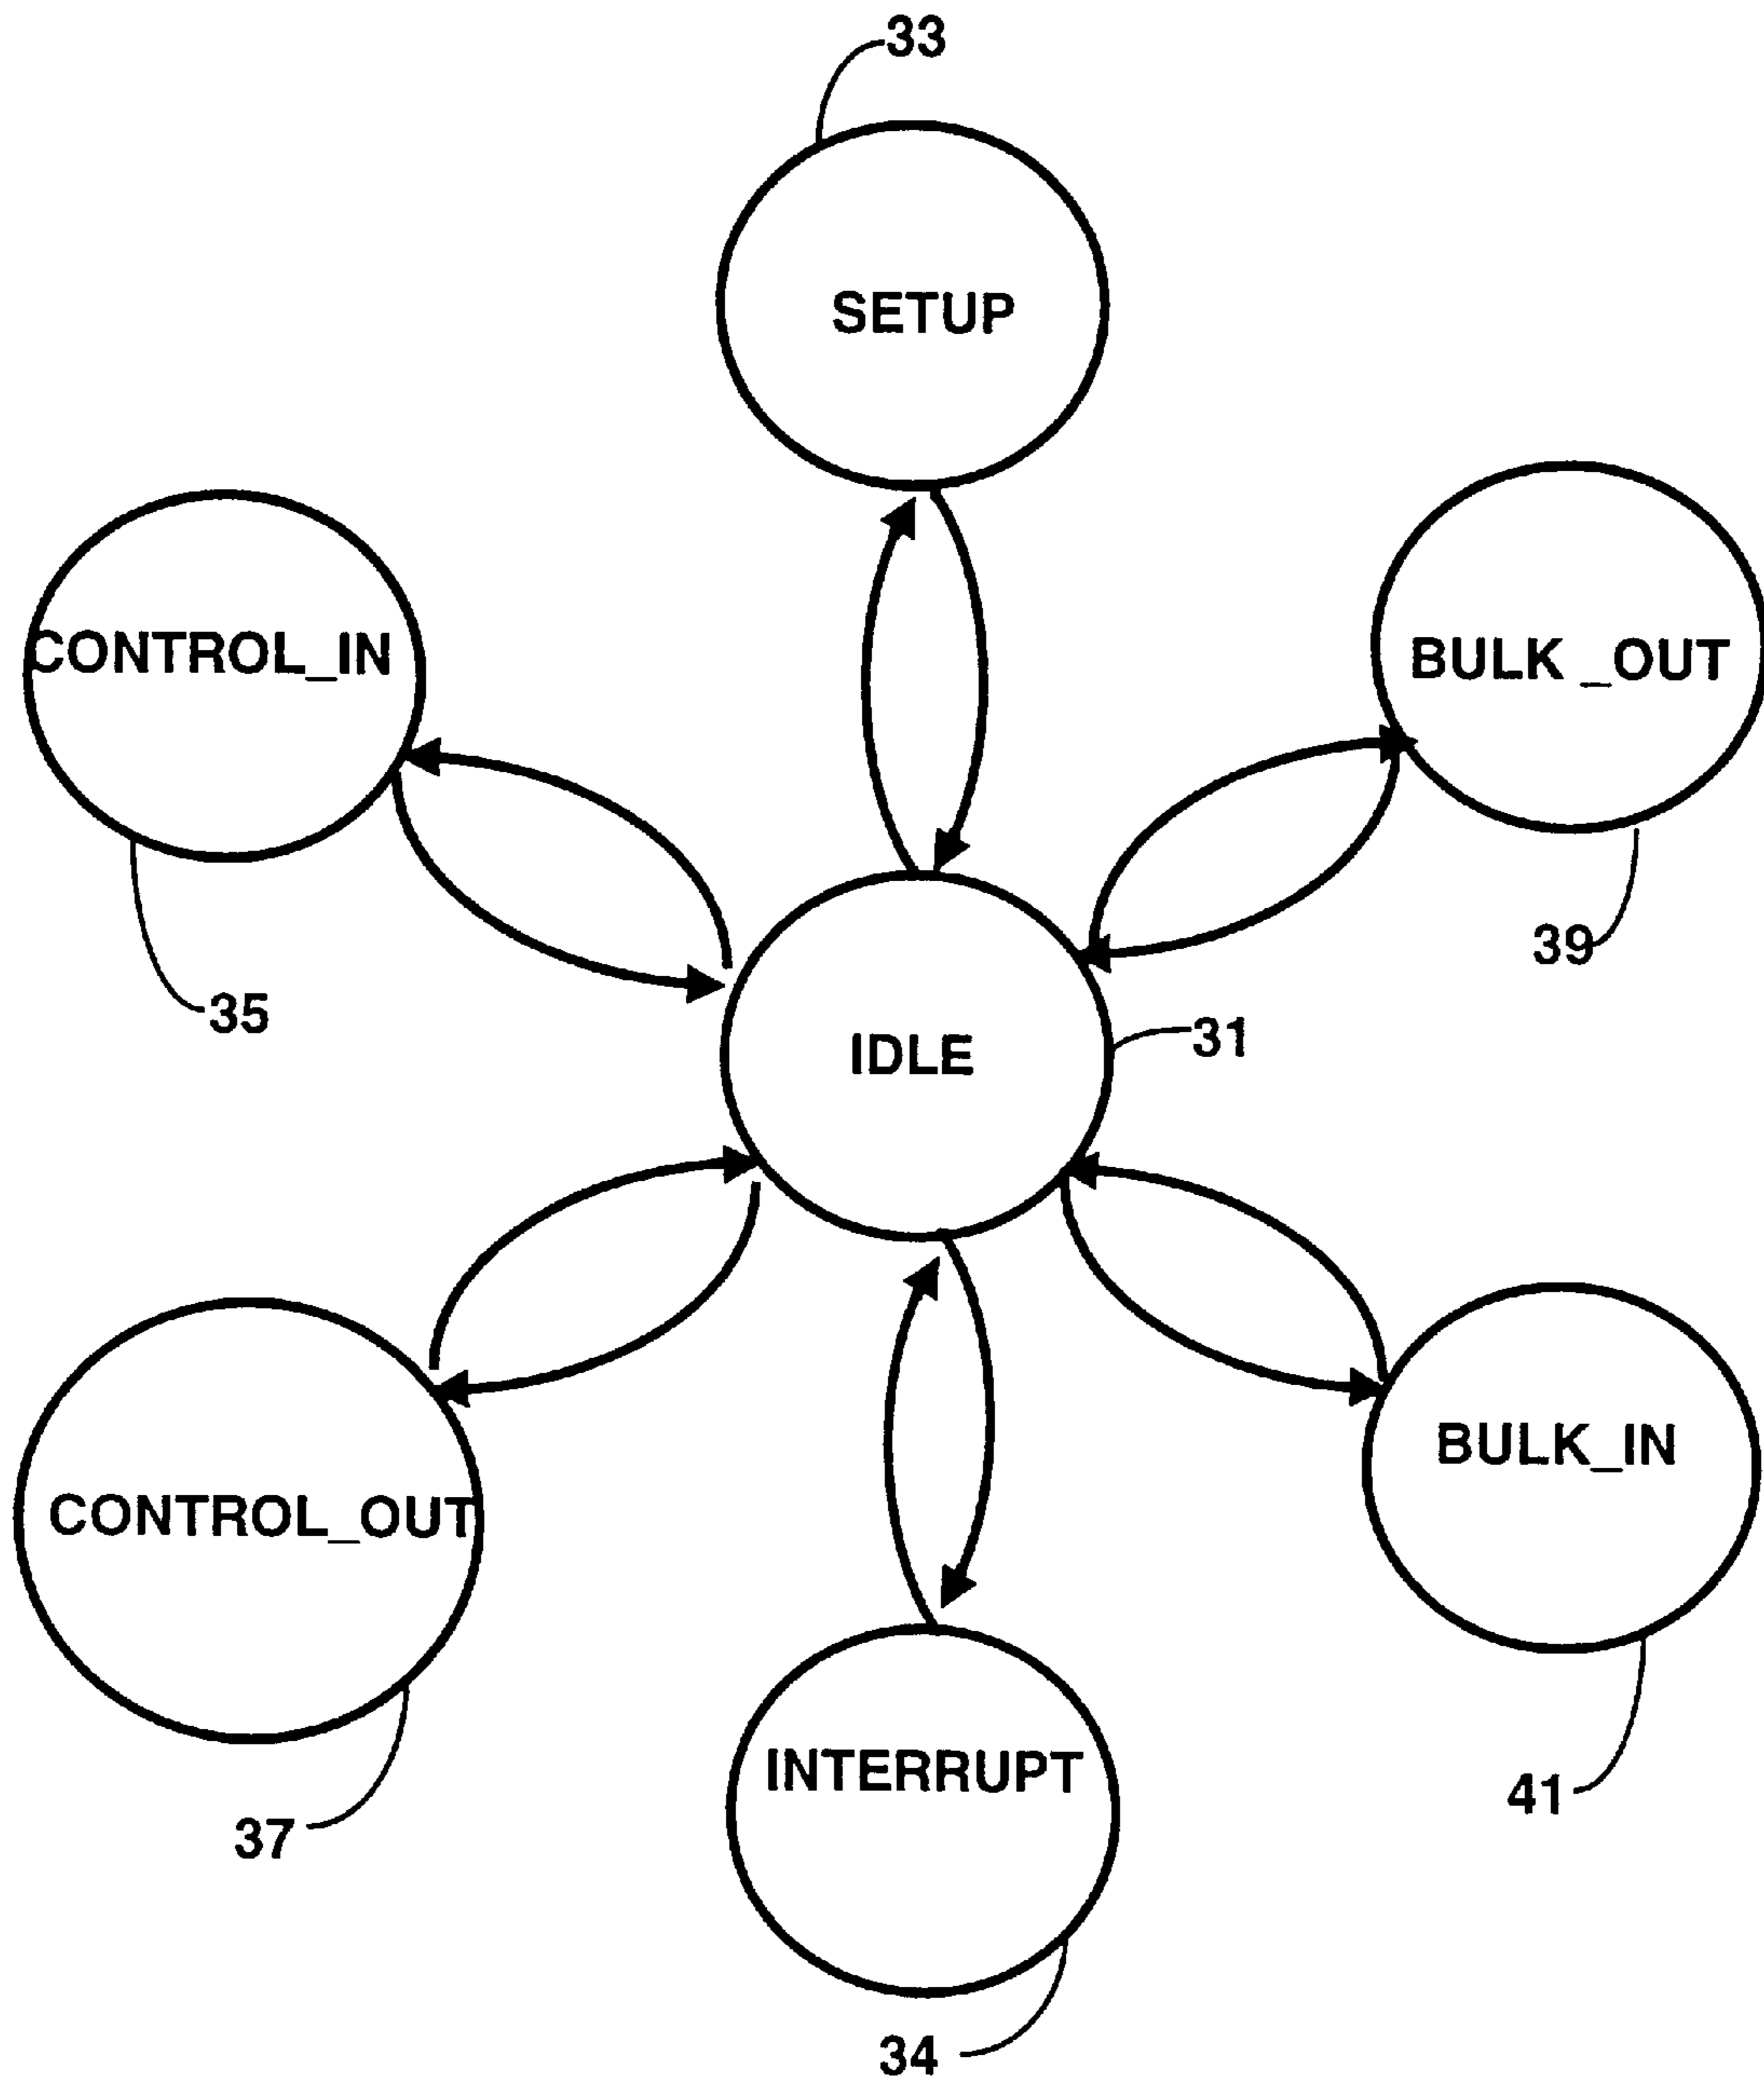 33
SETUP
CONTROL_IN
BULK _OUT
39
35
31
IDLE
CONTROL_OUT
BULK_IN
INTERRUPT
41
37
34